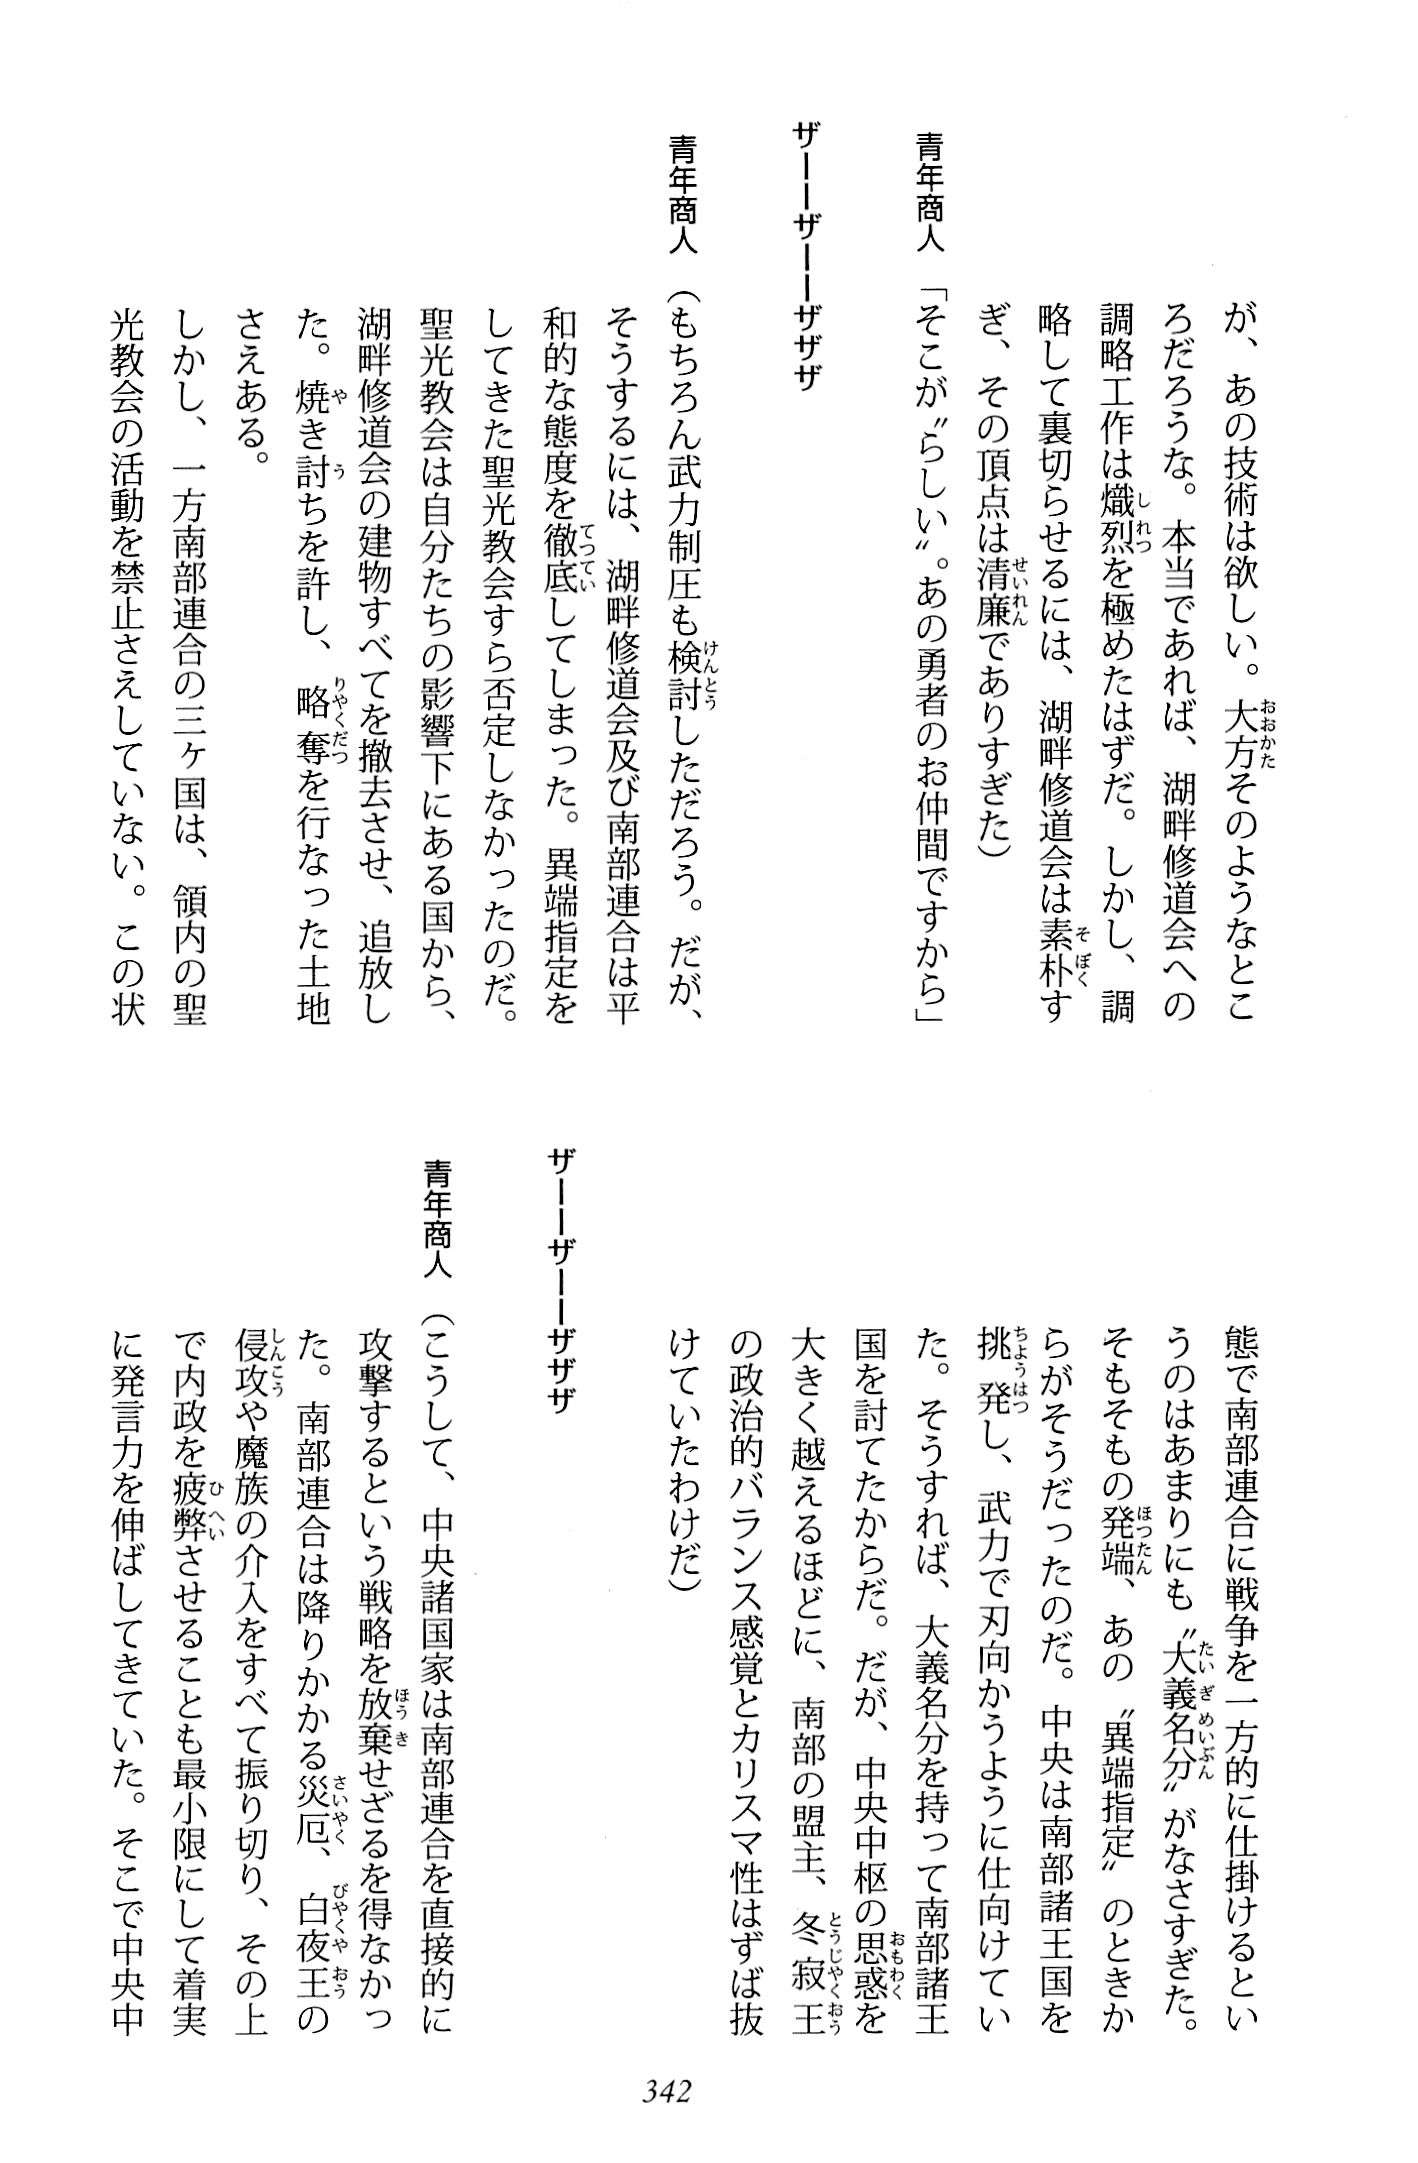 が、あの技術は欲しい。大方そのようなとこ
ろだろうな。本当であれば、湖畔修道会への
調略工作は熾烈を極めたはずだ。しかし、調
略して裏切らせるには、湖畔修道会は素朴す
ぎ、その頂点は清廉でありすぎた）
青年商人「そこが〝らしい〟。あの勇者のお仲間ですから」
ザーーザーーザザザ
青年商人（もちろん武力制圧も検討しただろう。だが、
そうするには、湖畔修道会及び南部連合は平
和的な態度を徹底してしまった。異端指定を
してきた聖光教会すら否定しなかったのだ。
聖光教会は自分たちの影響下にある国から、
湖畔修道会の建物すべてを撤去させ、追放し
た。焼き討ちを許し、略奪を行なった土地
さえある。
しかし、一方南部連合の三ヶ国は、領内の聖
光教会の活動を禁止さえしていない。この状
態で南部連合に戦争を一方的に仕掛けるとい
うのはあまりにも〝大義名分〟がなさすぎた。
そもそもの発端、あの〝異端指定〟のときか
らがそうだったのだ。中央は南部諸王国を
挑発し、武力で刃向かうように仕向けてい
た。そうすれば、大義名分を持って南部諸王
国を討てたからだ。だが、中央中枢の思惑を
大きく越えるほどに、南部の盟主、冬寂王
の政治的バランス感覚とカリスマ性はずば抜
けていたわけだ）
ザーーザーーザザザ
青年商人（こうして、中央諸国家は南部連合を直接的に
攻撃するという戦略を放棄せざるを得なかっ
た。南部連合は降りかかる災厄、白夜王の
侵攻や魔族の介入をすべて振り切り、その上
で内政を疲弊させることも最小限にして着実
に発言力を伸ばしてきていた。そこで中央中
342